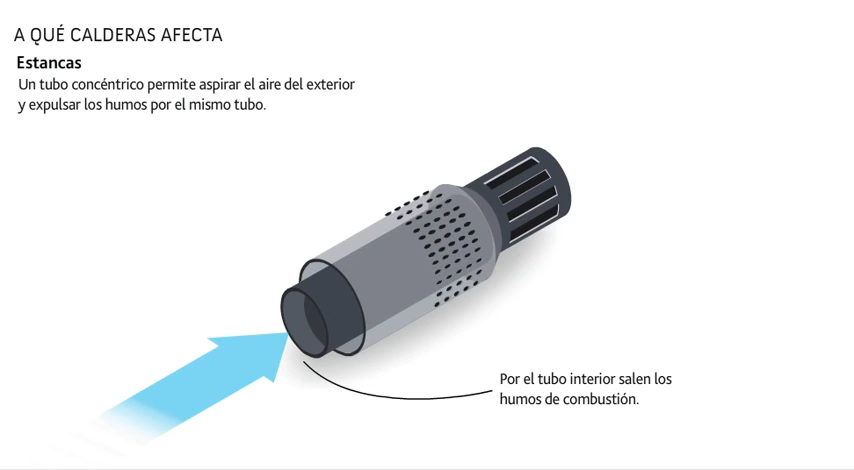 A QUÉ CALDERAS AFECTA
Estancas
Un tubo concéntrico permite aspirar el aire del exterior
y expulsar los humos por el mismo tubo.
Por el tubo interior salen los
humos de combustión.